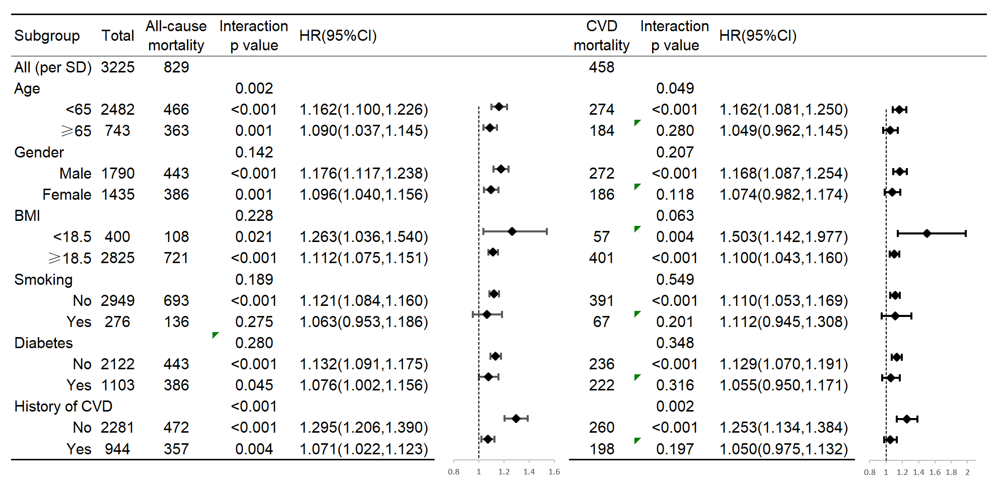 Subgroup Total All-cause mortality Interaction p value HR(95%CI) CVD mortality Interaction p value HR(95%CI)
All (per SD) 3225 829 458
Age 0.002 0.049
<65 2482 466 <0.001 1.162(1.100,1.226) 274 <0.001 1.162(1.081,1.250)
⩾65 743 363 0.001 1.090(1.037,1.145) 184 0.280 1.049(0.962,1.145)
Gender 0.142 0.207
Male 1790 443 <0.001 1.176(1.117,1.238) 272 <0.001 1.168(1.087,1.254)
Female 1435 386 0.001 1.096(1.040,1.156) 186 0.118 1.074(0.982,1.174)
BMI 0.228 0.063
<18.5 400 108 0.021 1.263(1.036,1.540) 57 0.004 1.503(1.142,1.977)
⩾18.5 2825 721 <0.001 1.112(1.075,1.151) 401 <0.001 1.100(1.043,1.160)
Smoking 0.189 0.549
No 2949 693 <0.001 1.121(1.084,1.160) 391 <0.001 1.110(1.053,1.169)
Yes 276 136 0.275 1.063(0.953,1.186) 67 0.201 1.112(0.945,1.308)
Diabetes 0.280 0.348
No 2122 443 <0.001 1.132(1.091,1.175) 236 <0.001 1.129(1.070,1.191)
Yes 1103 386 0.045 1.076(1.002,1.156) 222 0.316 1.055(0.950,1.171)
History of CVD <0.001 0.002
No 2281 472 <0.001 1.295(1.206,1.390) 260 <0.001 1.253(1.134,1.384)
Yes 944 357 0.004 1.071(1.022,1.123) 198 0.197 1.050(0.975,1.132)
0.8 1 1.2 1.4 1.6 0.8 1 1.2 1.4 1.6 1.8 2